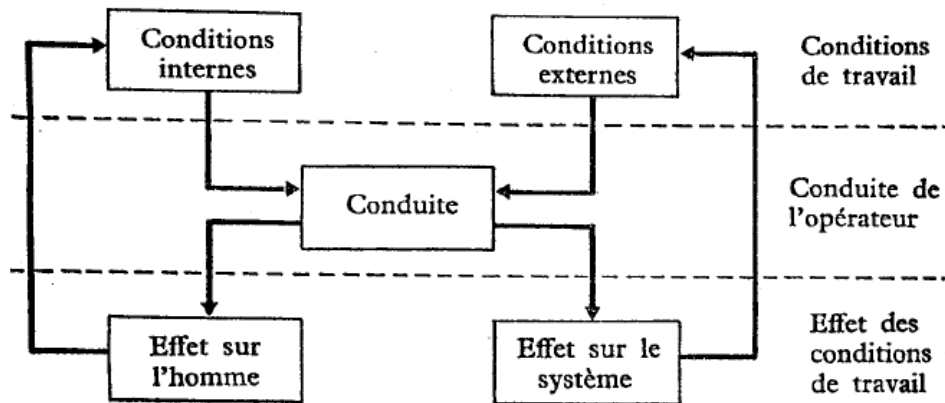 Conditions
internes
Conditions
externes
Conditions
de travail
Conduite
Conduite de
l'opérateur
Effet sur
l'homme
Effet sur le
système
Effet des
conditions
de travail